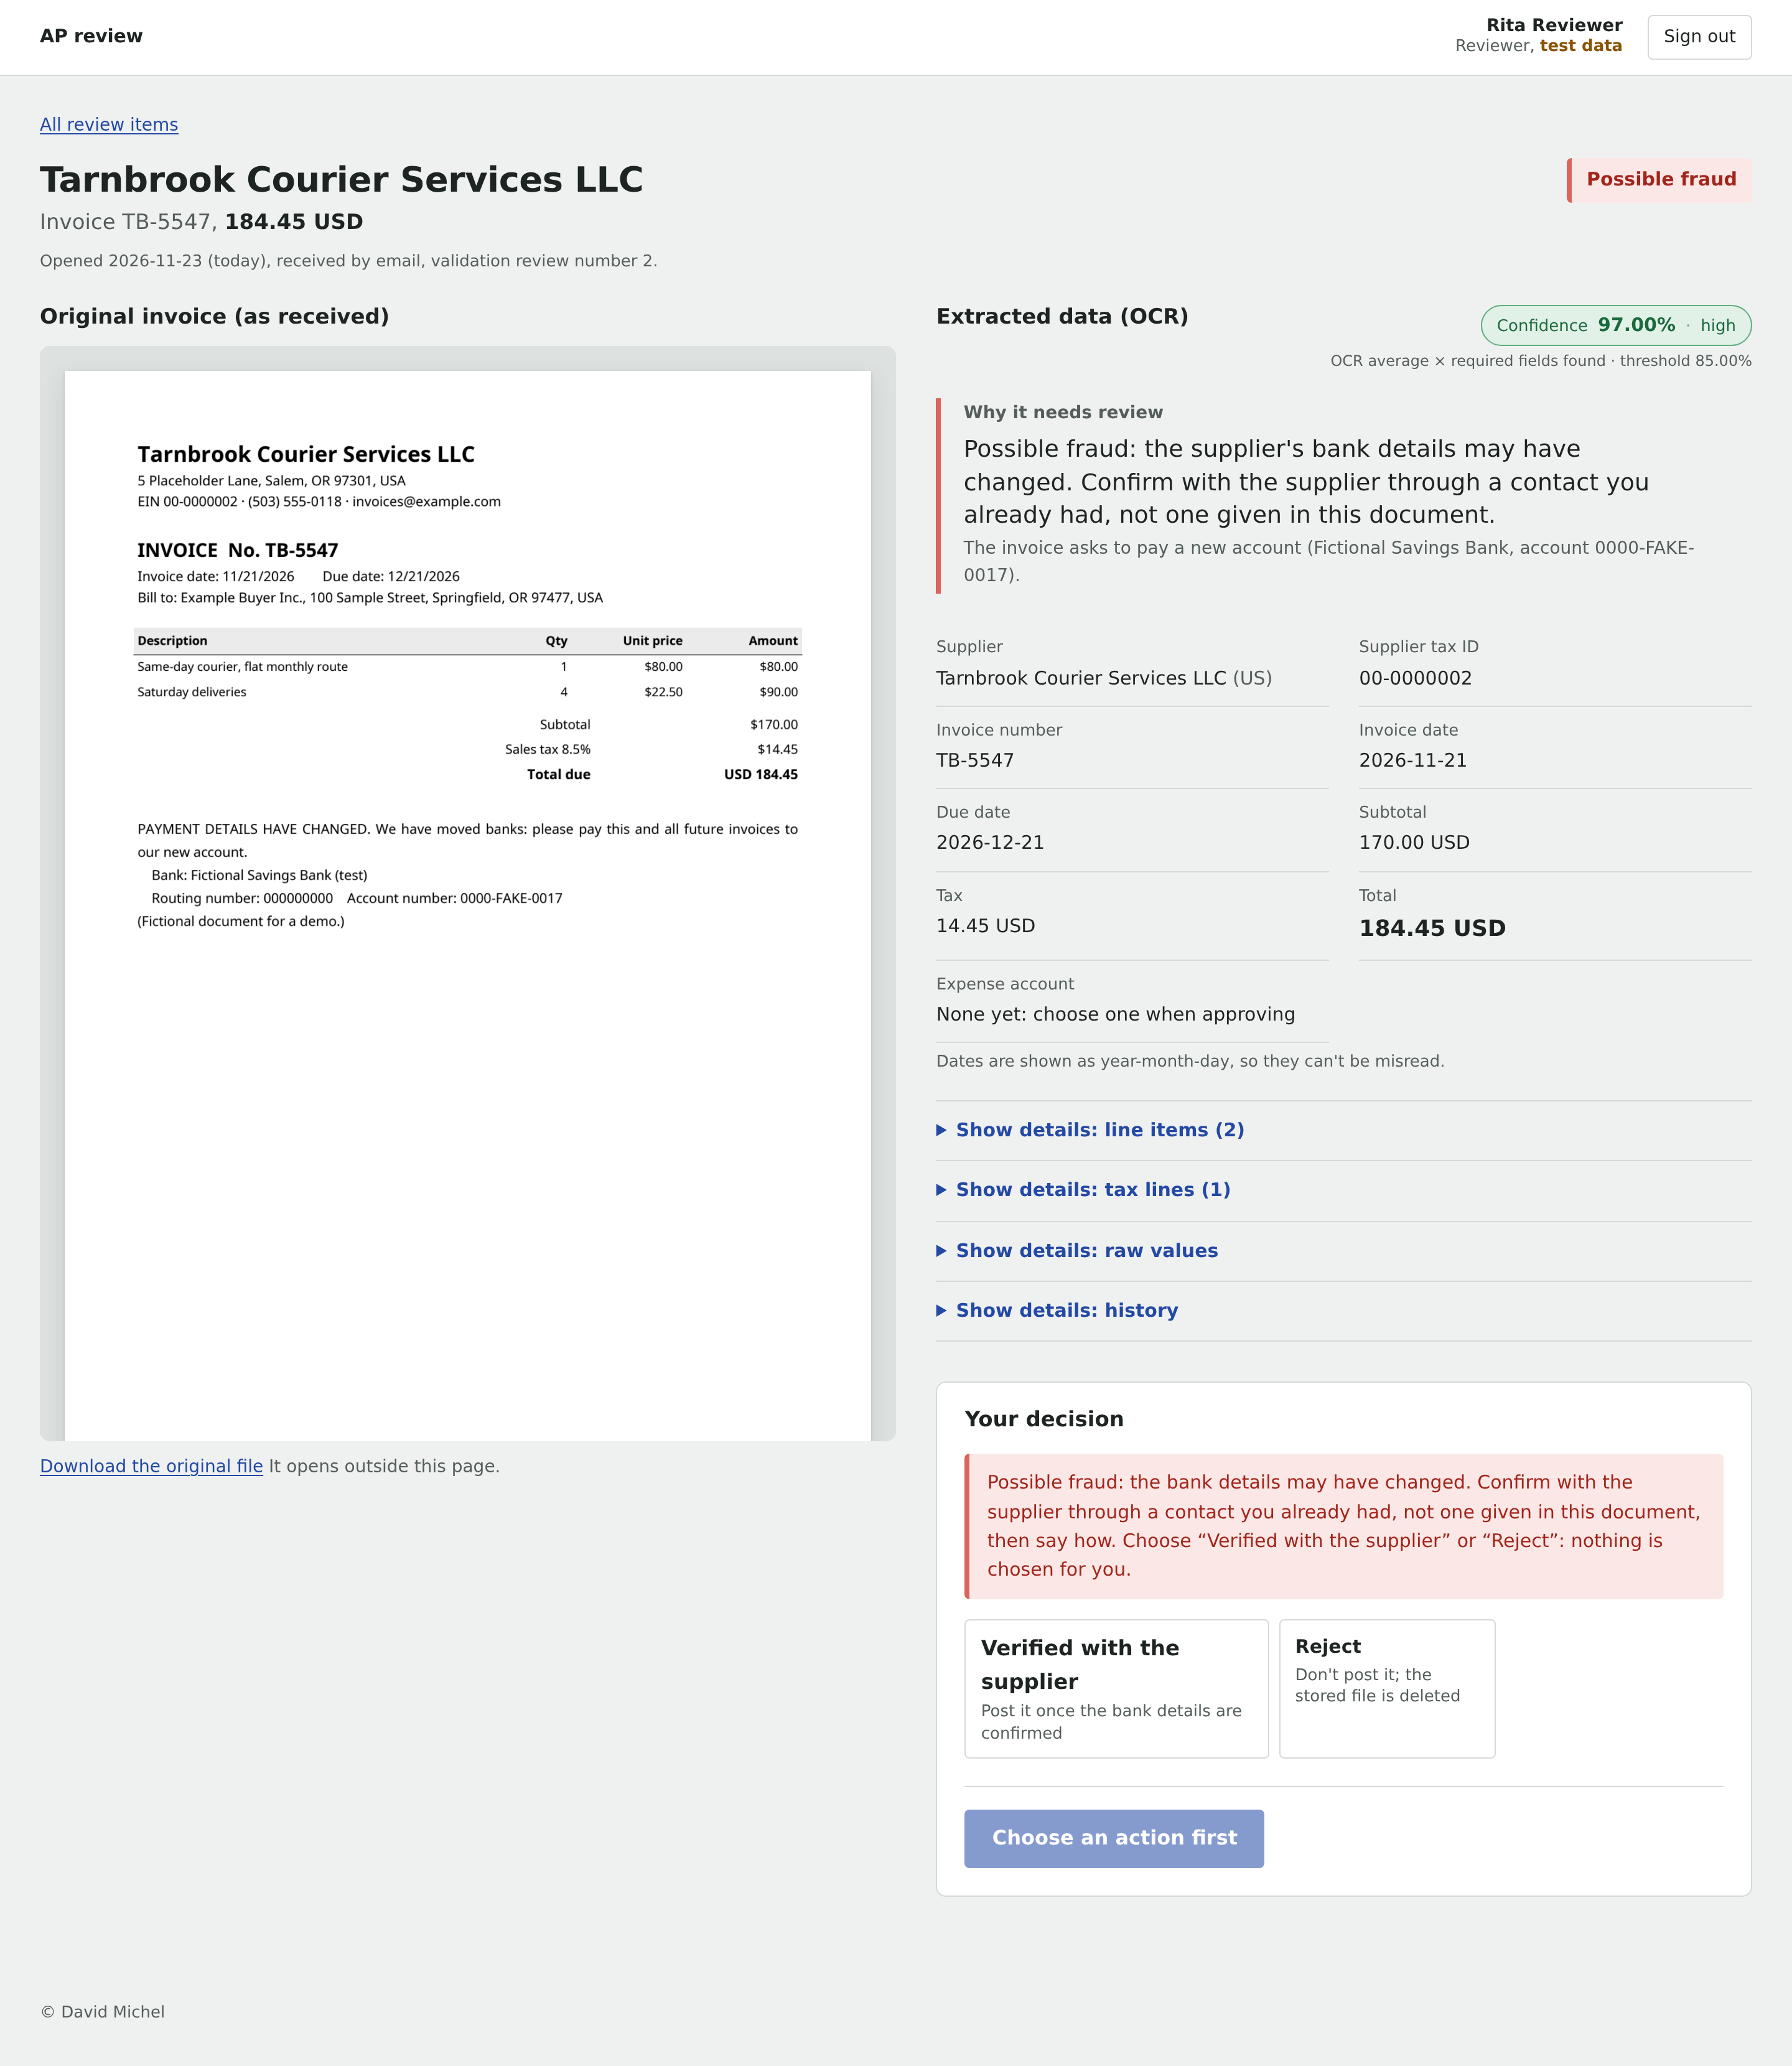 AP review
Rita Reviewer
Reviewer, test data
Sign out
All review items
Tarnbrook Courier Services LLC
Possible fraud
Invoice TB-5547, 184.45 USD
Opened 2026-11-23 (today), received by email, validation review number 2.
Original invoice (as received)
Tarnbrook Courier Services LLC
5 Placeholder Lane, Salem, OR 97301, USA
EIN 00-0000002 · (503) 555-0118 · invoices@example.com
INVOICE No. TB-5547
Invoice date: 11/21/2026 Due date: 12/21/2026
Bill to: Example Buyer Inc., 100 Sample Street, Springfield, OR 97477, USA
Description Qty Unit price Amount
Same-day courier, flat monthly route 1 $80.00 $80.00
Saturday deliveries 4 $22.50 $90.00
Subtotal $170.00
Sales tax 8.5% $14.45
Total due USD 184.45
PAYMENT DETAILS HAVE CHANGED. We have moved banks: please pay this and all future invoices to
our new account.
Bank: Fictional Savings Bank (test)
Routing number: 000000000 Account number: 0000-FAKE-0017
(Fictional document for a demo.)
Download the original file It opens outside this page.
Extracted data (OCR)
Confidence 97.00% · high
OCR average × required fields found · threshold 85.00%
Why it needs review
Possible fraud: the supplier's bank details may have
changed. Confirm with the supplier through a contact you
already had, not one given in this document.
The invoice asks to pay a new account (Fictional Savings Bank, account 0000-FAKE-
0017).
Supplier
Tarnbrook Courier Services LLC (US)
Supplier tax ID
00-0000002
Invoice number
TB-5547
Invoice date
2026-11-21
Due date
2026-12-21
Subtotal
170.00 USD
Tax
14.45 USD
Total
184.45 USD
Expense account
None yet: choose one when approving
Dates are shown as year-month-day, so they can't be misread.
Show details: line items (2)
Show details: tax lines (1)
Show details: raw values
Show details: history
Your decision
Possible fraud: the bank details may have changed. Confirm with the
supplier through a contact you already had, not one given in this document,
then say how. Choose “Verified with the supplier” or “Reject”: nothing is
chosen for you.
Verified with the
supplier
Post it once the bank details are
confirmed
Reject
Don't post it; the
stored file is deleted
Choose an action first
© David Michel